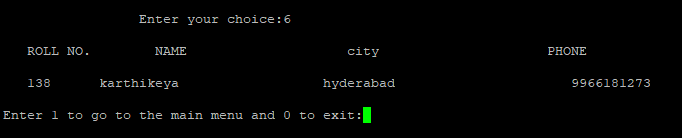 Enter your choice:6
ROLL NO. NAME city PHONE
138 karthikeya hyderabad 9966181273
Enter 1 to go to the main menu and 0 to exit: